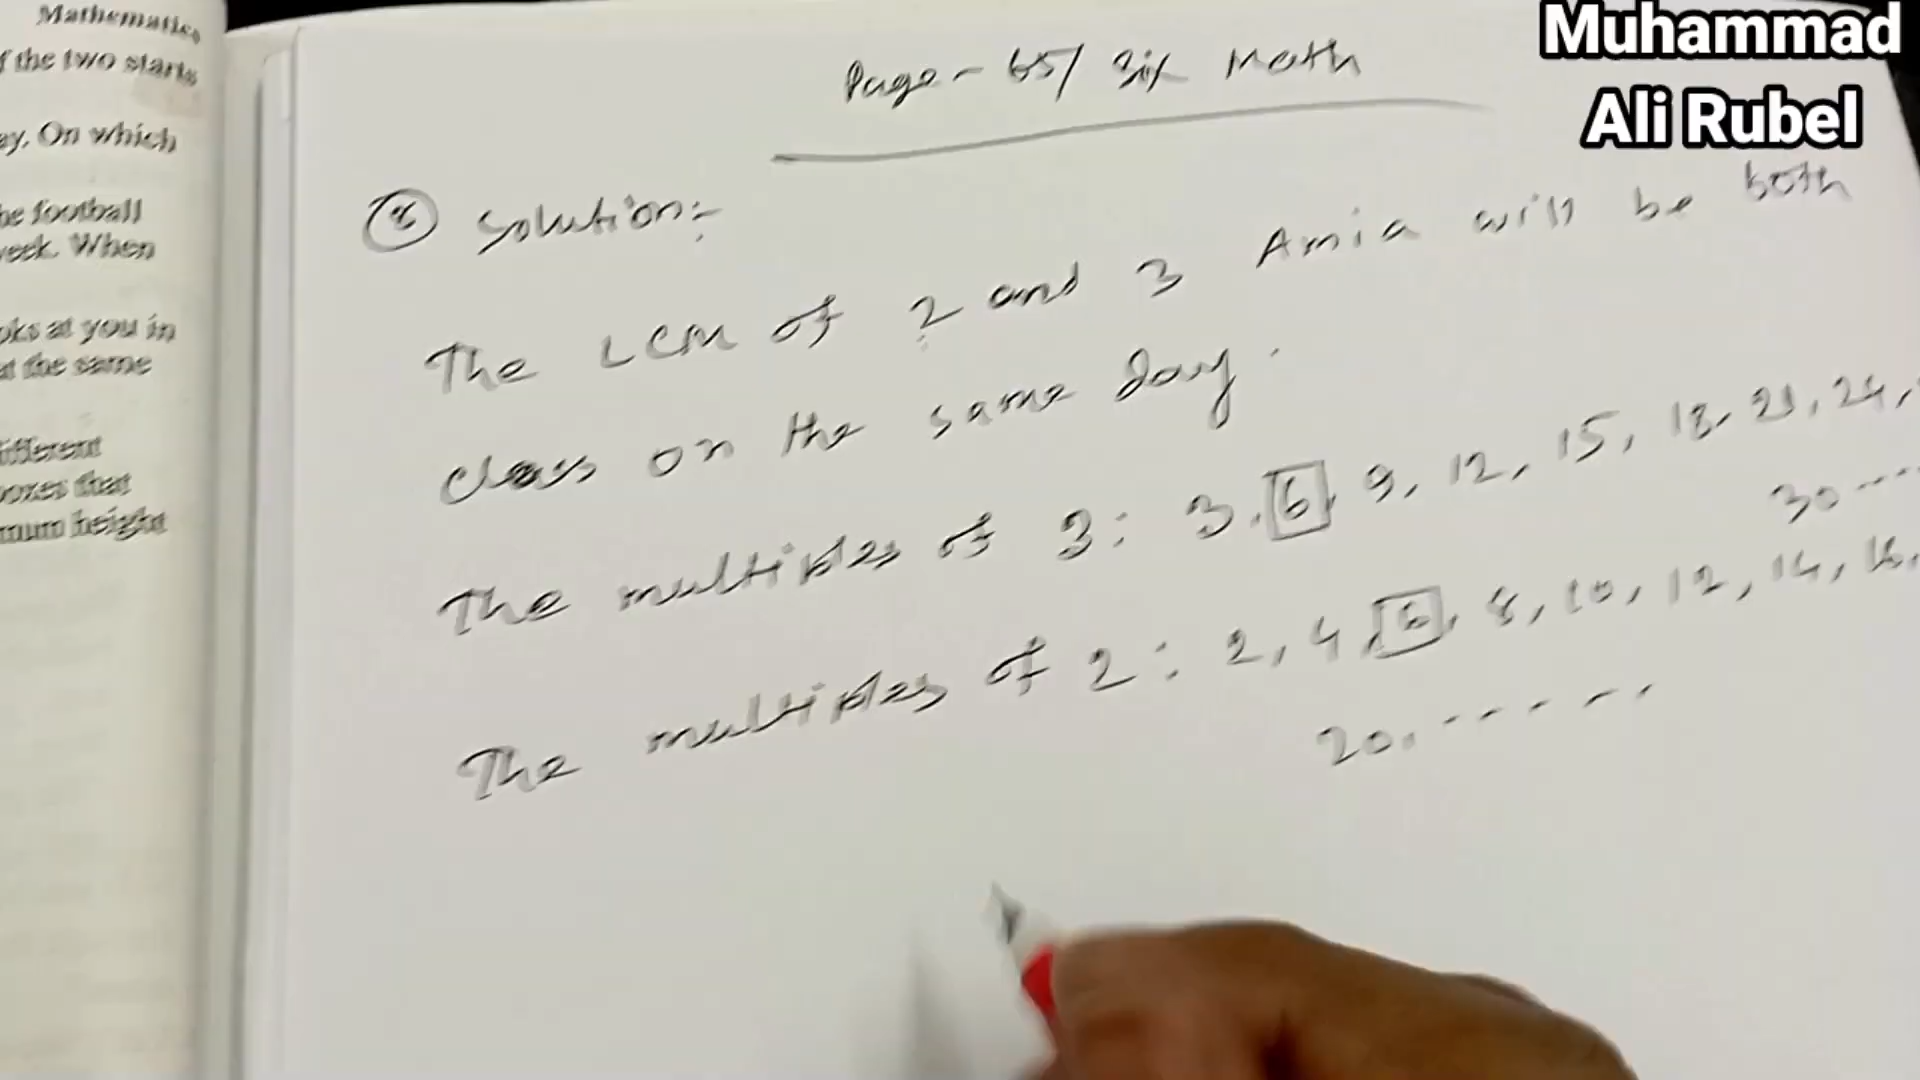 Mathematics
f the two starts
ay. On which
he football
week. When
oks at you in
at the same
ifferent
boxes that
mum height
Muhammad
Ali Rubel
Page - 65/ Six Math
8 Solution:-
The LCM of 2 and 3 Amia will be both
class on the same day.
The multiples of 3: 3, 6, 9, 12, 15, 18, 21, 24,
30 ---
The multiples of 2: 2, 4, 6, 8, 10, 12, 14, 16,
20, - - - - -